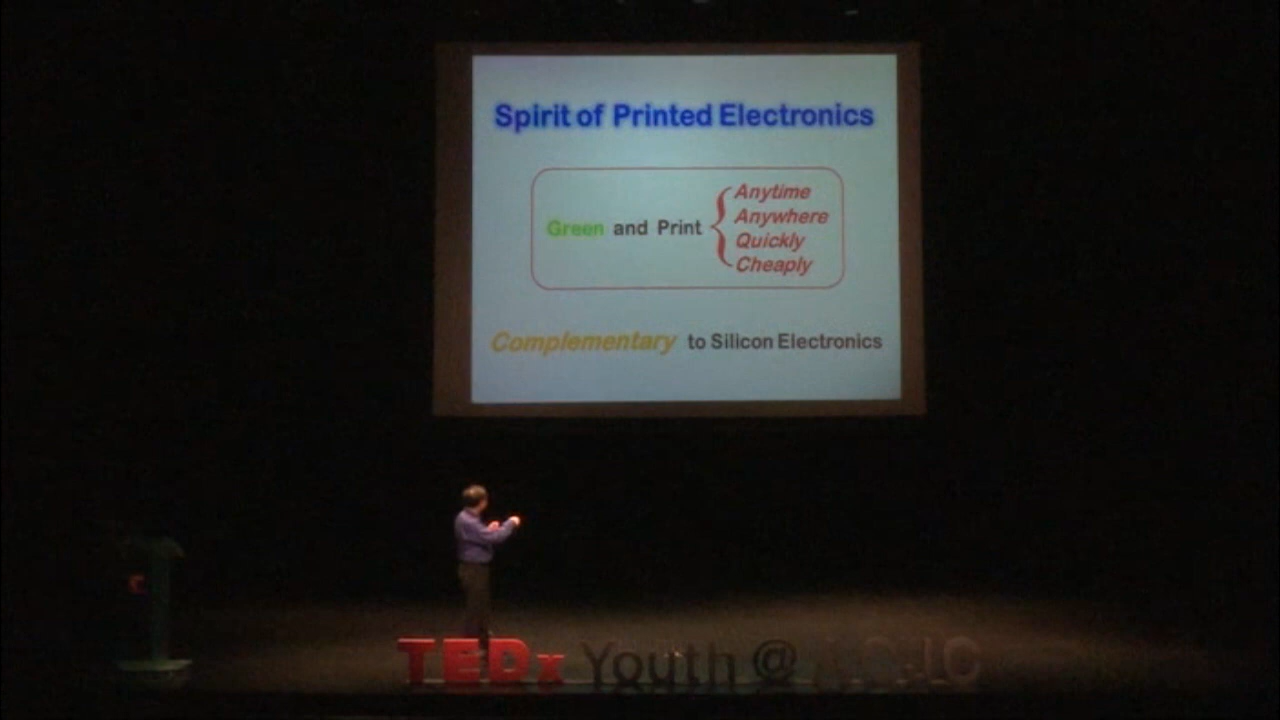 Spirit of Printed Electronics
Green and Print
Anytime
Anywhere
Quickly
Cheaply
Complementary to Silicon Electronics
TEDx Youth @